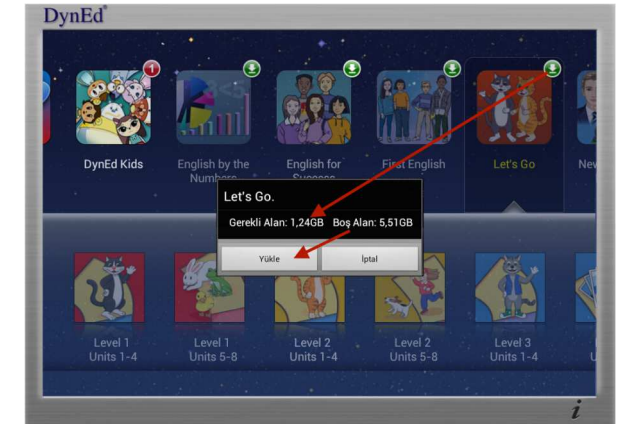 DynEd®
1
DynEd Kids
English by the
Numbers
English for
Success
First English
Let's Go
New
Let's Go.
Gerekli Alan: 1,24GB Boş Alan: 5,51GB
Yükle
İptal
Level 1
Units 1-4
Level 1
Units 5-8
Level 2
Units 1-4
Level 2
Units 5-8
Level 3
Units 1-4
U
i